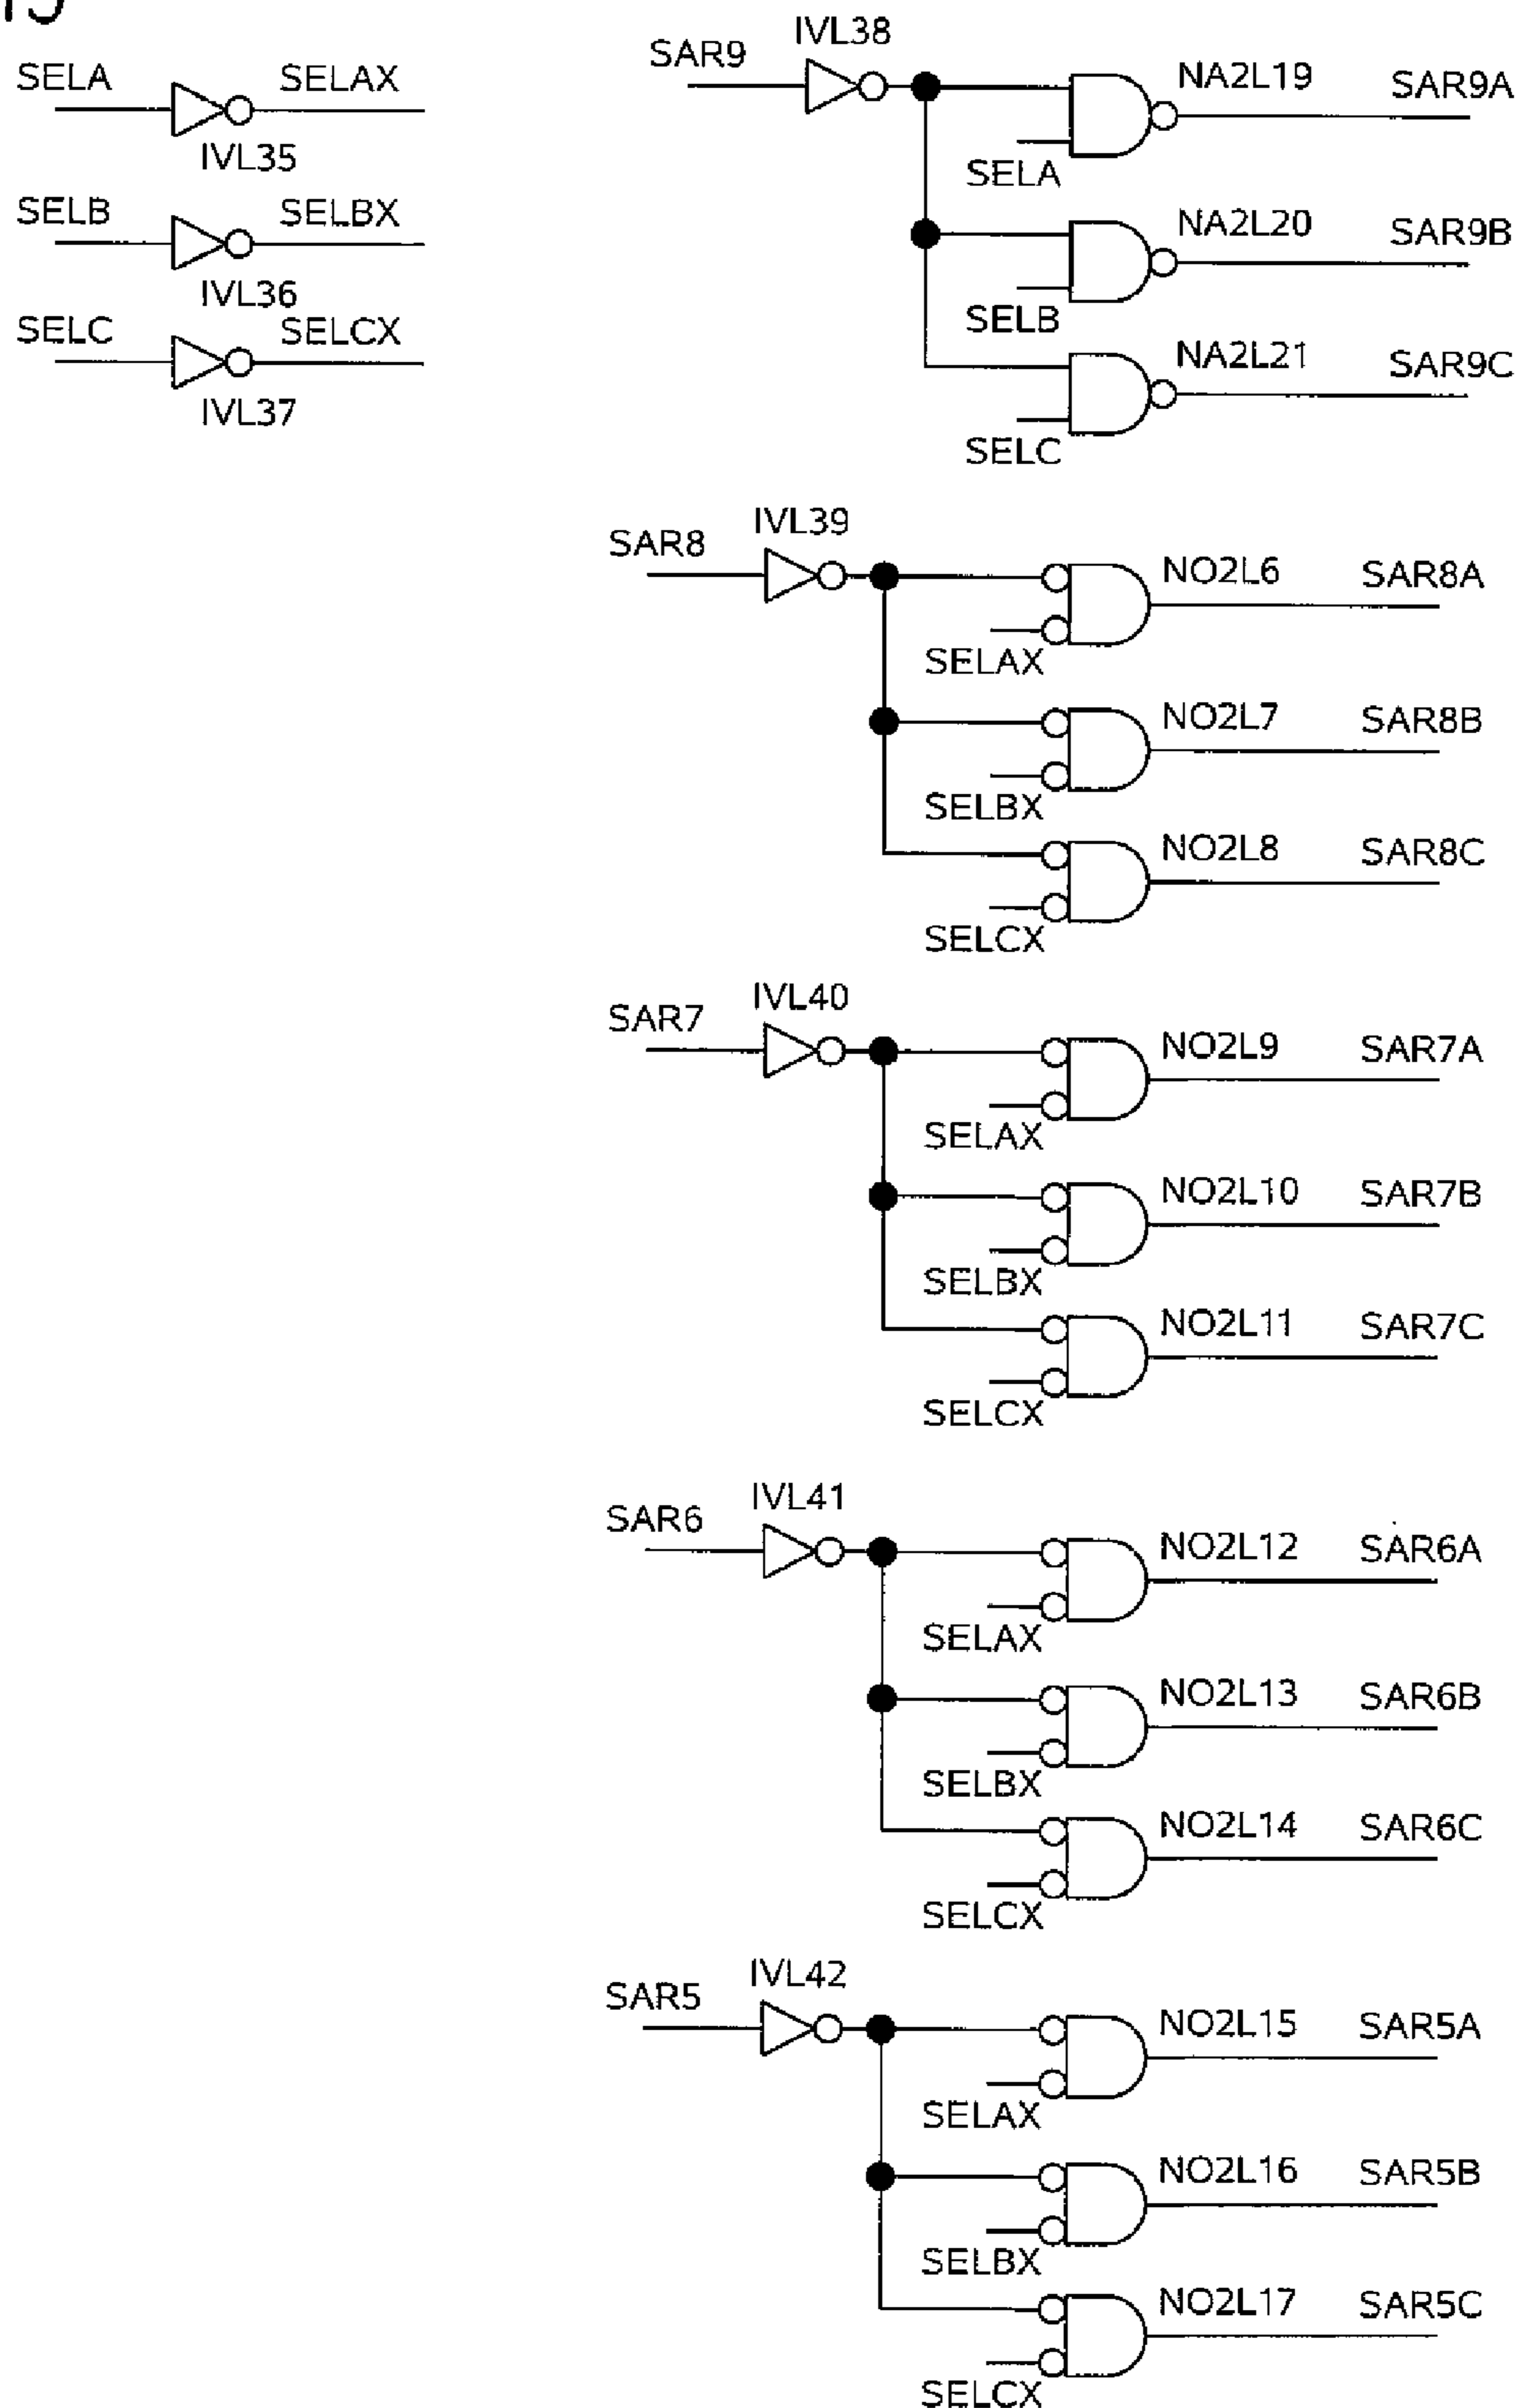 SELA SELAX
IVL35
SELB SELBX
IVL36
SELC SELCX
IVL37
SAR9 IVL38 NA2L19 SAR9A
SELA
NA2L20 SAR9B
SELB
NA2L21 SAR9C
SELC
SAR8 IVL39 NO2L6 SAR8A
SELAX
NO2L7 SAR8B
SELBX
NO2L8 SAR8C
SELCX
SAR7 IVL40 NO2L9 SAR7A
SELAX
NO2L10 SAR7B
SELBX
NO2L11 SAR7C
SELCX
SAR6 IVL41 NO2L12 SAR6A
SELAX
NO2L13 SAR6B
SELBX
NO2L14 SAR6C
SELCX
SAR5 IVL42 NO2L15 SAR5A
SELAX
NO2L16 SAR5B
SELBX
NO2L17 SAR5C
SELCX